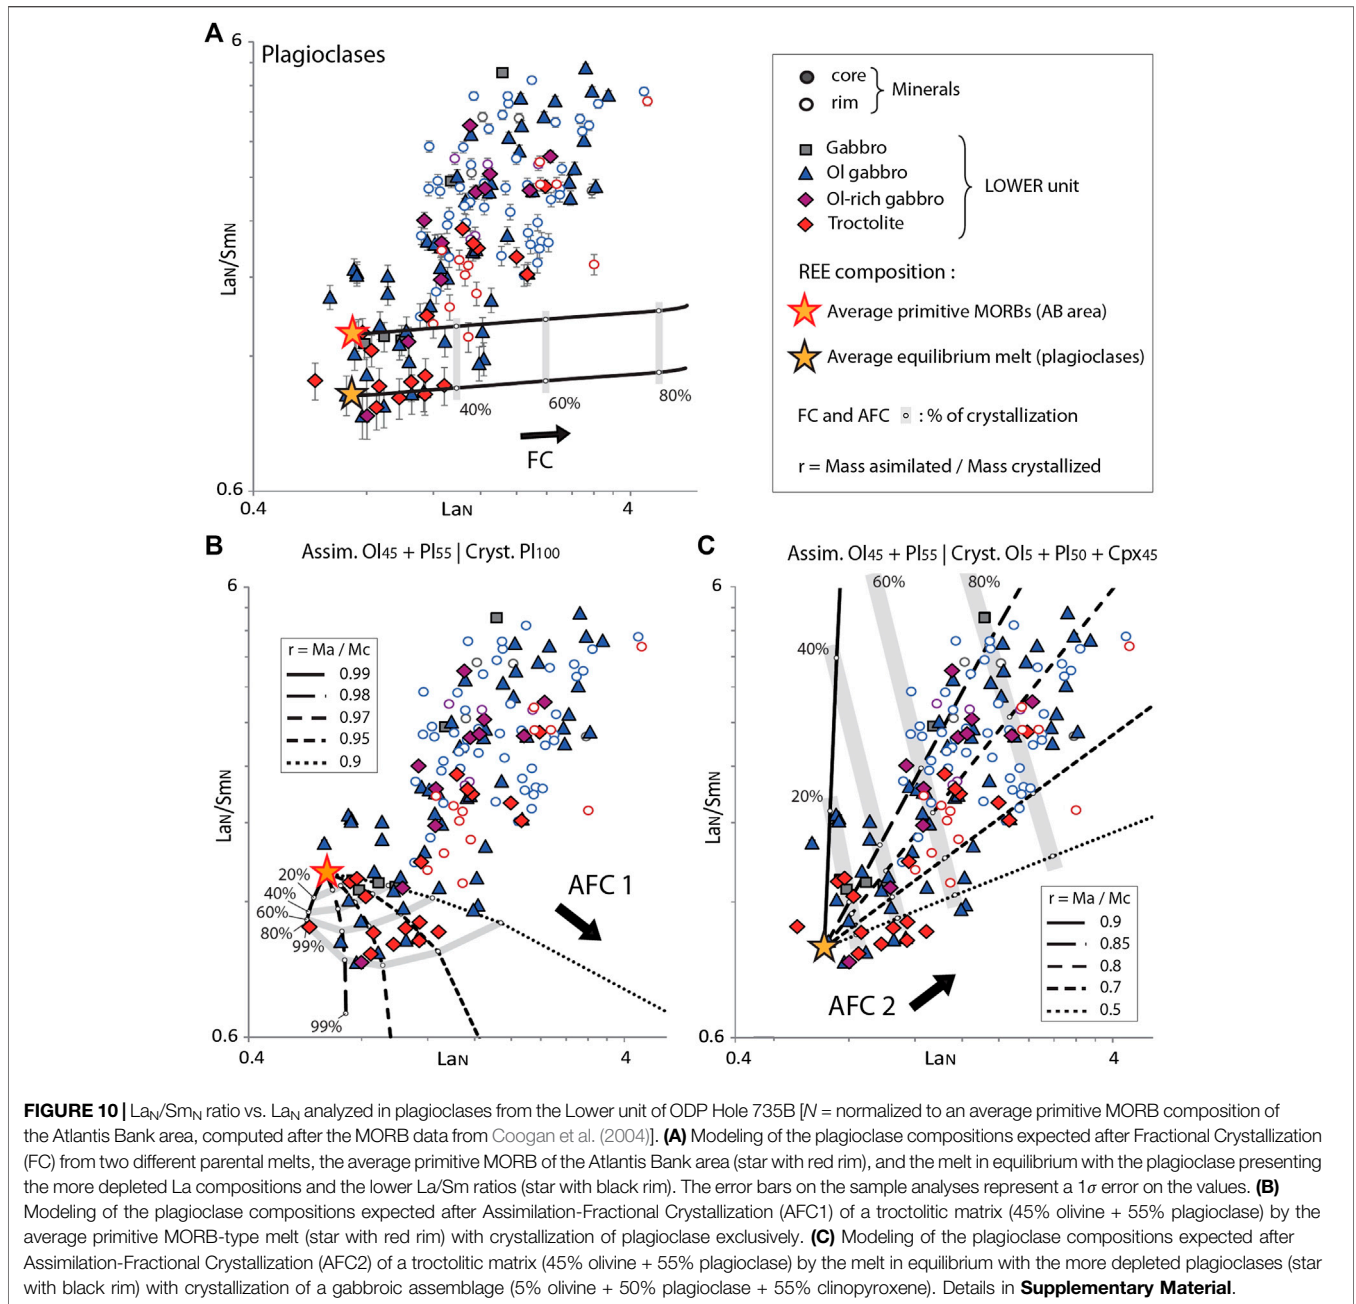 A
6
Plagioclases
LaN/SmN
0.6
0.4
LaN
4
40%
60%
80%
FC
core
rim
Minerals
Gabbro
Ol gabbro
Ol-rich gabbro
Troctolite
LOWER unit
REE composition :
Average primitive MORBs (AB area)
Average equilibrium melt (plagioclases)
FC and AFC : % of crystallization
r = Mass asimilated / Mass crystallized
B
Assim. Ol45 + Pl55 | Cryst. Pl100
6
r = Ma / Mc
0.99
0.98
0.97
0.95
0.9
LaN/SmN
20%
40%
60%
80%
99%
99%
AFC 1
0.6
0.4
LaN
4
C
Assim. Ol45 + Pl55 | Cryst. Ol5 + Pl50 + Cpx45
6
60%
80%
40%
20%
LaN/SmN
AFC 2
r = Ma / Mc
0.9
0.85
0.8
0.7
0.5
0.6
0.4
LaN
4
FIGURE 10 | LaN/SmN ratio vs. LaN analyzed in plagioclases from the Lower unit of ODP Hole 735B [N = normalized to an average primitive MORB composition of
the Atlantis Bank area, computed after the MORB data from Coogan et al. (2004)]. (A) Modeling of the plagioclase compositions expected after Fractional Crystallization
(FC) from two different parental melts, the average primitive MORB of the Atlantis Bank area (star with red rim), and the melt in equilibrium with the plagioclase presenting
the more depleted La compositions and the lower La/Sm ratios (star with black rim). The error bars on the sample analyses represent a 1σ error on the values. (B)
Modeling of the plagioclase compositions expected after Assimilation-Fractional Crystallization (AFC1) of a troctolitic matrix (45% olivine + 55% plagioclase) by the
average primitive MORB-type melt (star with red rim) with crystallization of plagioclase exclusively. (C) Modeling of the plagioclase compositions expected after
Assimilation-Fractional Crystallization (AFC2) of a troctolitic matrix (45% olivine + 55% plagioclase) by the melt in equilibrium with the more depleted plagioclases (star
with black rim) with crystallization of a gabbroic assemblage (5% olivine + 50% plagioclase + 55% clinopyroxene). Details in Supplementary Material.